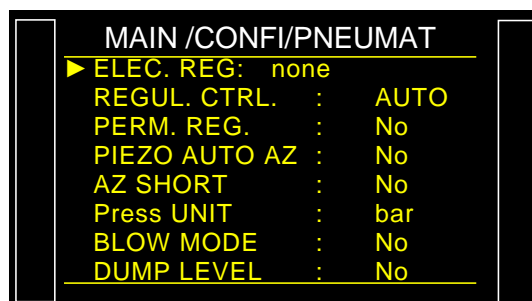 MAIN /CONFI/PNEUMAT
ELEC. REG: none
REGUL. CTRL. : AUTO
PERM. REG. : No
PIEZO AUTO AZ : No
AZ SHORT : No
Press UNIT : bar
BLOW MODE : No
DUMP LEVEL : No